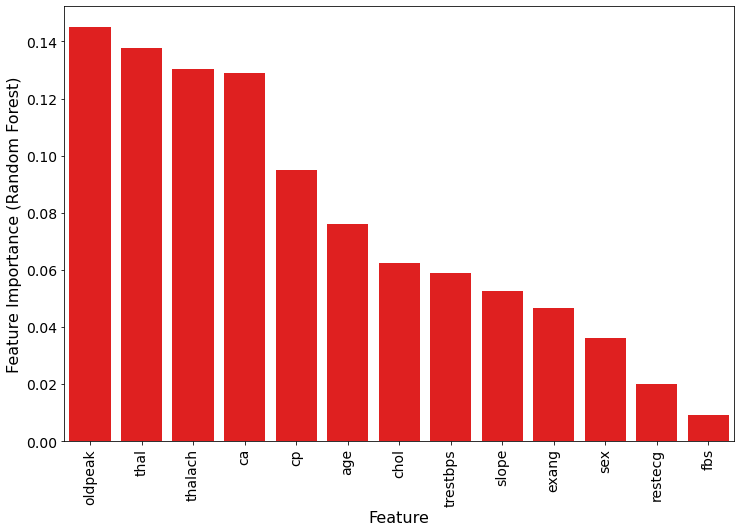 Feature Importance (Random Forest)
0.14
0.12
0.10
0.08
0.06
0.04
0.02
0.00
oldpeak
thal
thalach
ca
cp
age
chol
trestbps
slope
exang
sex
restecg
fbs
Feature